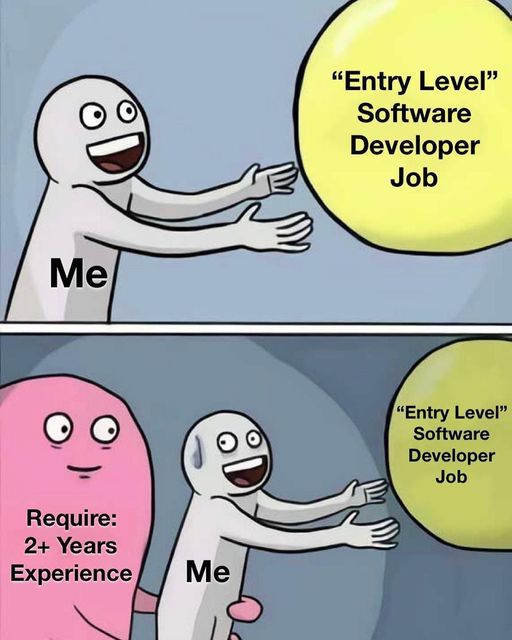 “Entry Level”
Software
Developer
Job
Me
“Entry Level”
Software
Developer
Job
Require:
2+ Years
Experience
Me